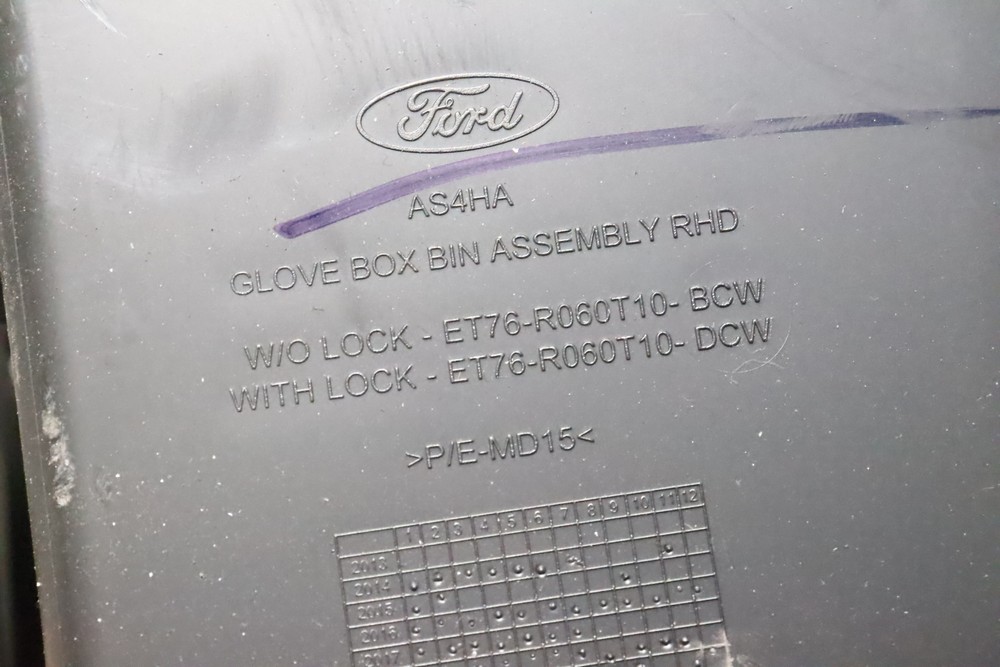 Ford
AS4HA
GLOVE BOX BIN ASSEMBLY RHD
W/O LOCK - ET76-R060T10- BCW
WITH LOCK - ET76-R060T10- DCW
>P/E-MD15<
1 2 3 4 5 6 7 8 9 10 11 12
2013
2014
2015
2016
2017